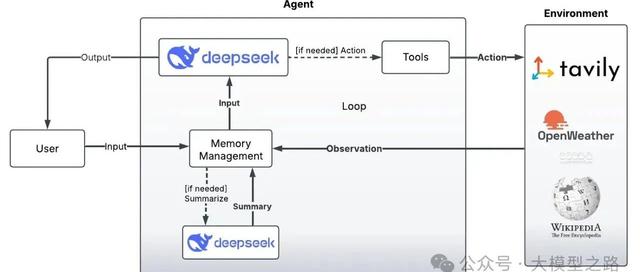 Agent
Environment
Output
deepseek
[if needed] Action
Tools
Action
tavily
Input
Loop
User
Input
Memory
Management
Observation
OpenWeather
[if needed]
Summarize
Summary
deepseek
WIKIPEDIA
The Free Encyclopedia
公众号 · 大模型之路